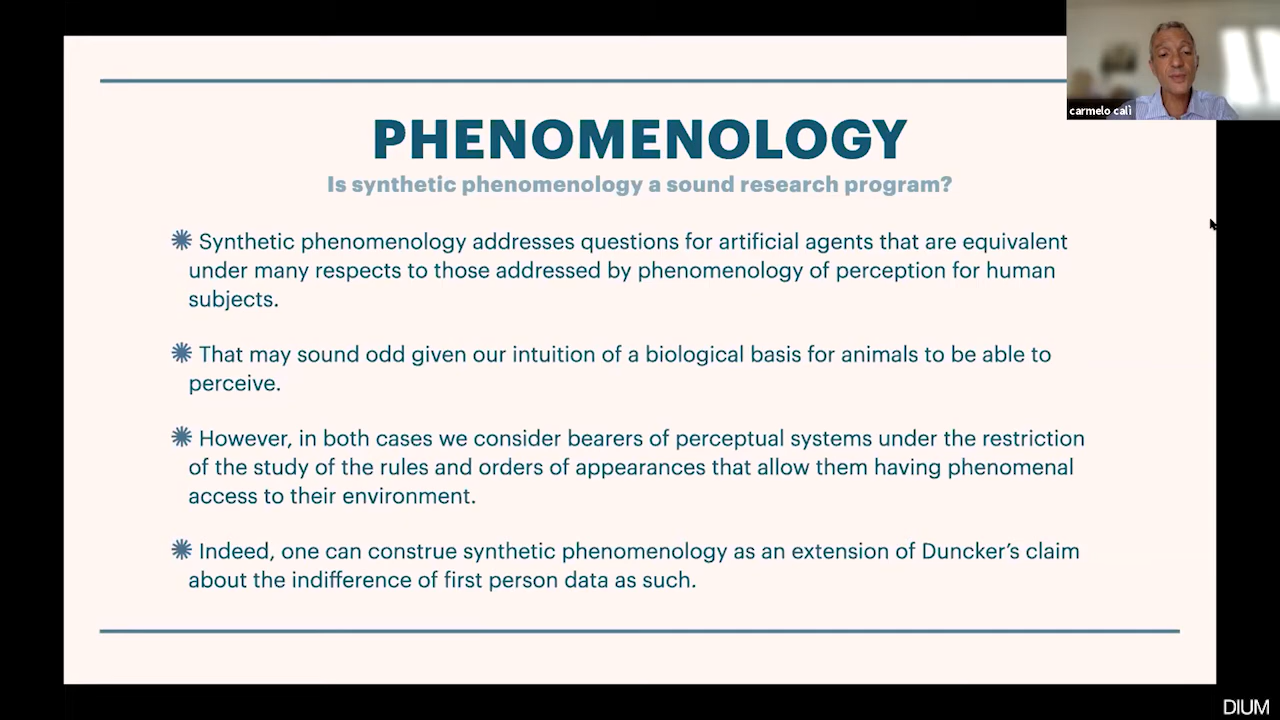 carmelo calì
PHENOMENOLOGY
Is synthetic phenomenology a sound research program?
Synthetic phenomenology addresses questions for artificial agents that are equivalent
under many respects to those addressed by phenomenology of perception for human
subjects.
That may sound odd given our intuition of a biological basis for animals to be able to
perceive.
However, in both cases we consider bearers of perceptual systems under the restriction
of the study of the rules and orders of appearances that allow them having phenomenal
access to their environment.
Indeed, one can construe synthetic phenomenology as an extension of Duncker’s claim
about the indifference of first person data as such.
DIUM